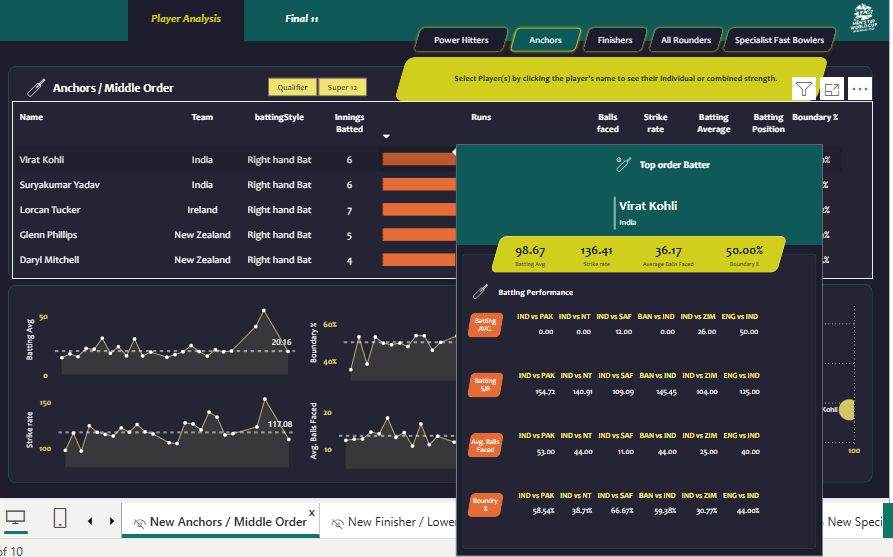 Player Analysis
Final 11
MEN'S T20
WORLD CUP
Power Hitters
Anchors
Finishers
All Rounders
Specialist Fast Bowlers
Select Player(s) by clicking the player's name to see their individual or combined strength.
Anchors / Middle Order
Qualifier
Super 12
Name Team battingStyle Innings Batted Runs Balls faced Strike rate Batting Average Batting Position Boundary %
Virat Kohli India Right hand Bat 6 %
Suryakumar Yadav India Right hand Bat 6 %
Lorcan Tucker Ireland Right hand Bat 7 %
Glenn Phillips New Zealand Right hand Bat 5 %
Daryl Mitchell New Zealand Right hand Bat 4 %
Top order Batter
Virat Kohli
India
98.67 136.41 36.17 50.00%
Batting Avg Strike rate Average Balls Faced Boundary %
Batting Performance
Batting AVG.
IND vs PAK IND vs NT IND vs SAF BAN vs IND IND vs ZIM ENG vs IND
0.00 0.00 12.00 0.00 26.00 50.00
Batting S/R
IND vs PAK IND vs NT IND vs SAF BAN vs IND IND vs ZIM ENG vs IND
154.72 140.91 109.09 145.45 104.00 125.00
Avg. Balls Faced
IND vs PAK IND vs NT IND vs SAF BAN vs IND IND vs ZIM ENG vs IND
53.00 44.00 11.00 44.00 25.00 40.00
Boundry %
IND vs PAK IND vs NT IND vs SAF BAN vs IND IND vs ZIM ENG vs IND
58.54% 38.71% 66.67% 59.38% 30.77% 44.00%
Batting Avg
50
0
20.16
Boundary %
60%
40%
Strike rate
150
100
117.08
Avg. Balls Faced
20
10
Kohli
100
New Anchors / Middle Order
x
New Finisher / Lowe
New Speci
of 10